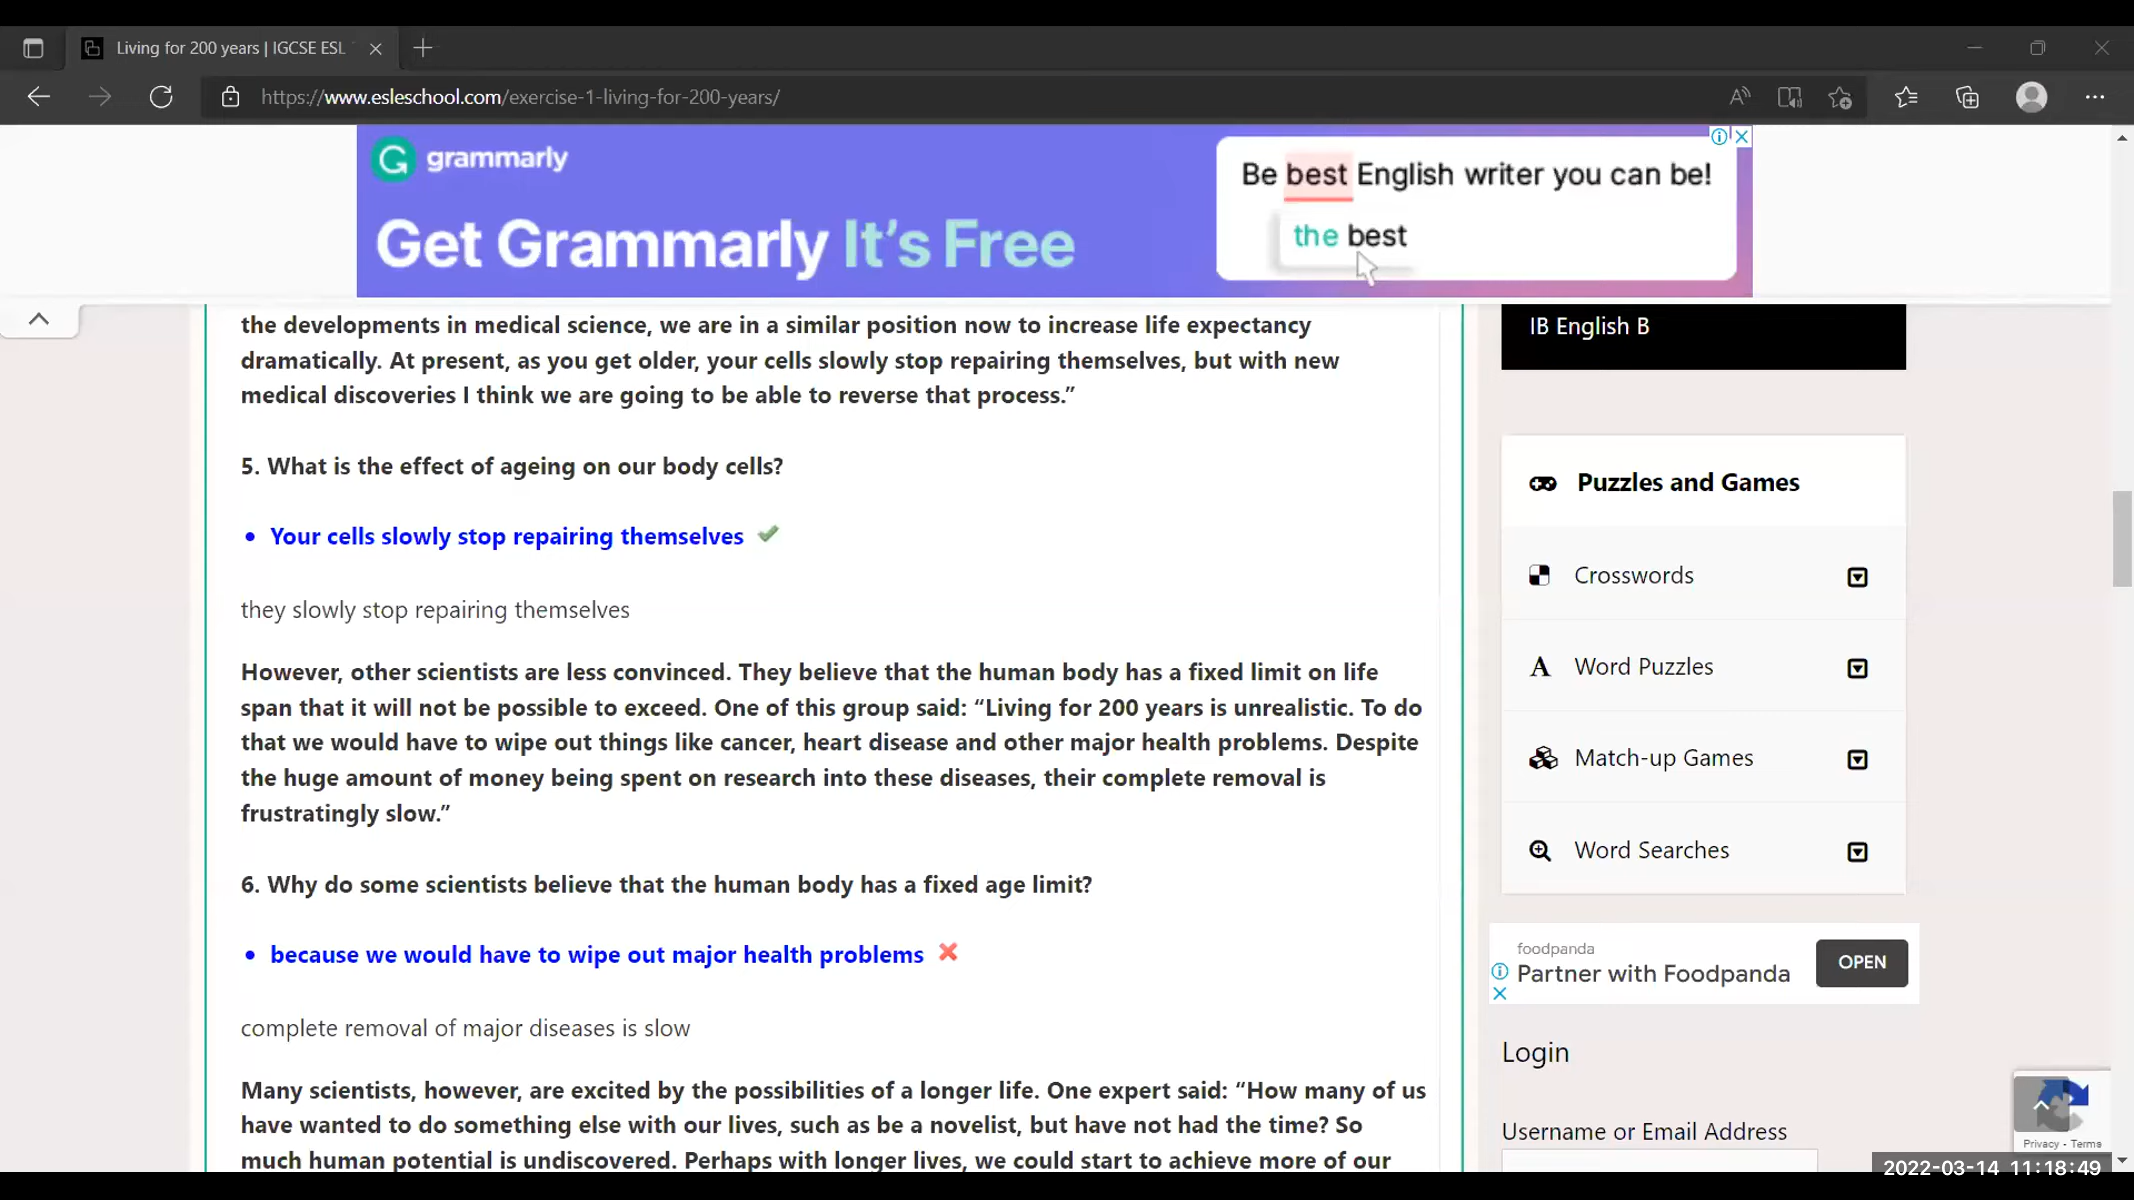 Living for 200 years | IGCSE ESL
https://www.esleschool.com/exercise-1-living-for-200-years/
grammarly
Get Grammarly It's Free
Be best English writer you can be!
the best
the developments in medical science, we are in a similar position now to increase life expectancy
dramatically. At present, as you get older, your cells slowly stop repairing themselves, but with new
medical discoveries I think we are going to be able to reverse that process.”
5. What is the effect of ageing on our body cells?
• Your cells slowly stop repairing themselves
they slowly stop repairing themselves
However, other scientists are less convinced. They believe that the human body has a fixed limit on life
span that it will not be possible to exceed. One of this group said: “Living for 200 years is unrealistic. To do
that we would have to wipe out things like cancer, heart disease and other major health problems. Despite
the huge amount of money being spent on research into these diseases, their complete removal is
frustratingly slow.”
6. Why do some scientists believe that the human body has a fixed age limit?
• because we would have to wipe out major health problems
complete removal of major diseases is slow
Many scientists, however, are excited by the possibilities of a longer life. One expert said: “How many of us
have wanted to do something else with our lives, such as be a novelist, but have not had the time? So
much human potential is undiscovered. Perhaps with longer lives, we could start to achieve more of our
IB English B
Puzzles and Games
Crosswords
Word Puzzles
Match-up Games
Word Searches
foodpanda
Partner with Foodpanda
OPEN
Login
Username or Email Address
Privacy - Terms
2022-03-14 11:18:49